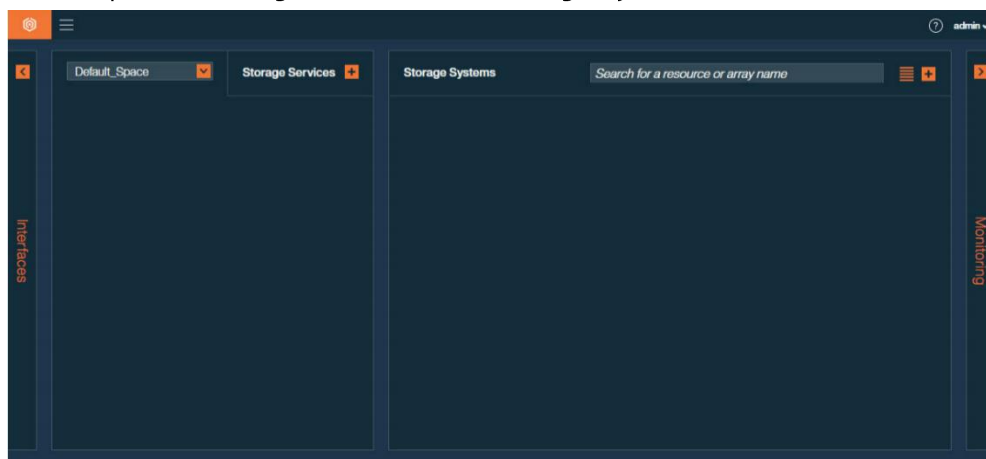 admin
Default_Space
Storage Services
Storage Systems
Search for a resource or array name
Interfaces
Monitoring